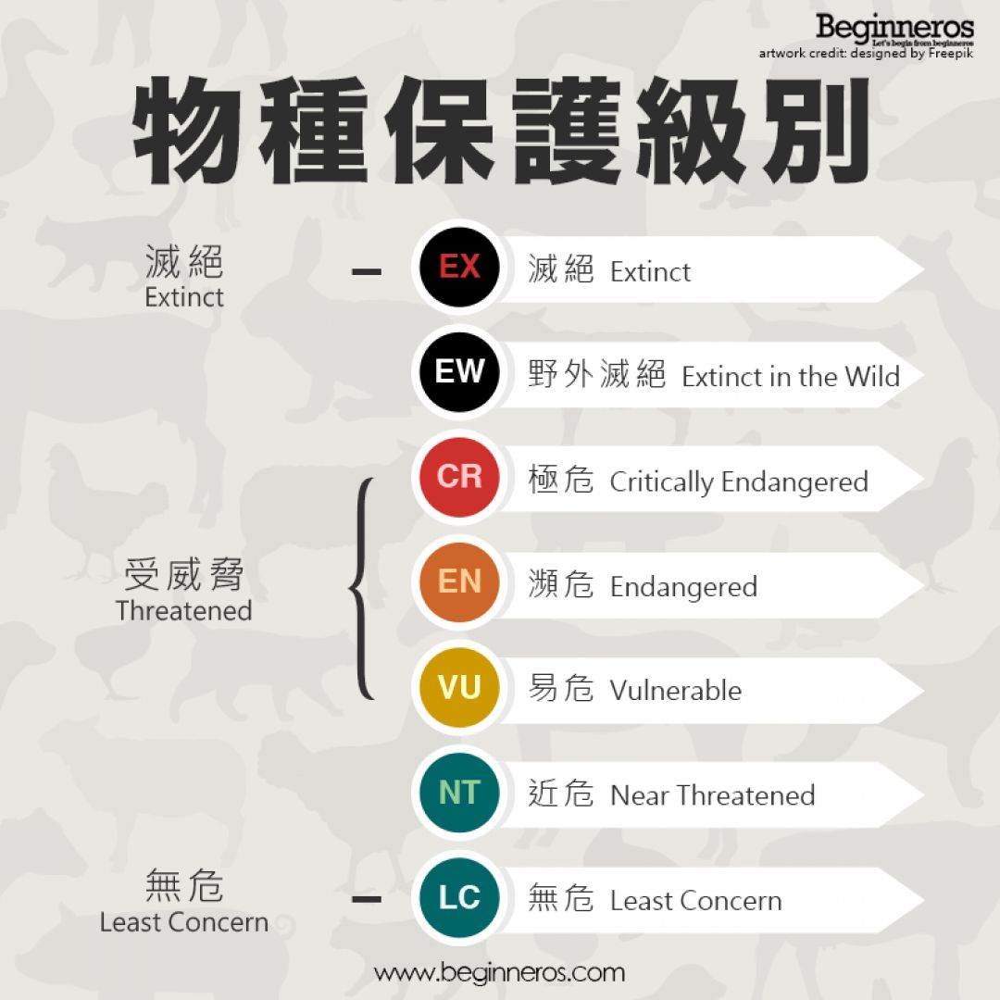 Beginneros
Let's begin from beginneros
artwork credit: designed by Freepik
物種保護級別
滅絕
Extinct
EX 滅絕 Extinct
EW 野外滅絕 Extinct in the Wild
CR 極危 Critically Endangered
受威脅
Threatened
EN 瀕危 Endangered
VU 易危 Vulnerable
NT 近危 Near Threatened
無危
Least Concern
LC 無危 Least Concern
www.beginneros.com